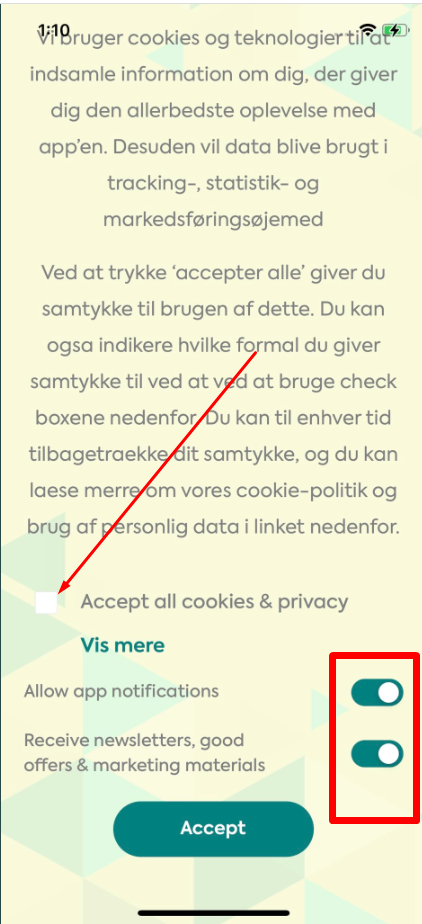 1:10
Vi bruger cookies og teknologier til at
indsamle information om dig, der giver
dig den allerbedste oplevelse med
app'en. Desuden vil data blive brugt i
tracking-, statistik- og
markedsføringsøjemed
Ved at trykke ‘accepter alle’ giver du
samtykke til brugen af dette. Du kan
ogsa indikere hvilke formal du giver
samtykke til ved at ved at bruge check
boxene nedenfor. Du kan til enhver tid
tilbagetraekke dit samtykke, og du kan
laese merre om vores cookie-politik og
brug af personlig data i linket nedenfor.
Accept all cookies & privacy
Vis mere
Allow app notifications
Receive newsletters, good
offers & marketing materials
Accept